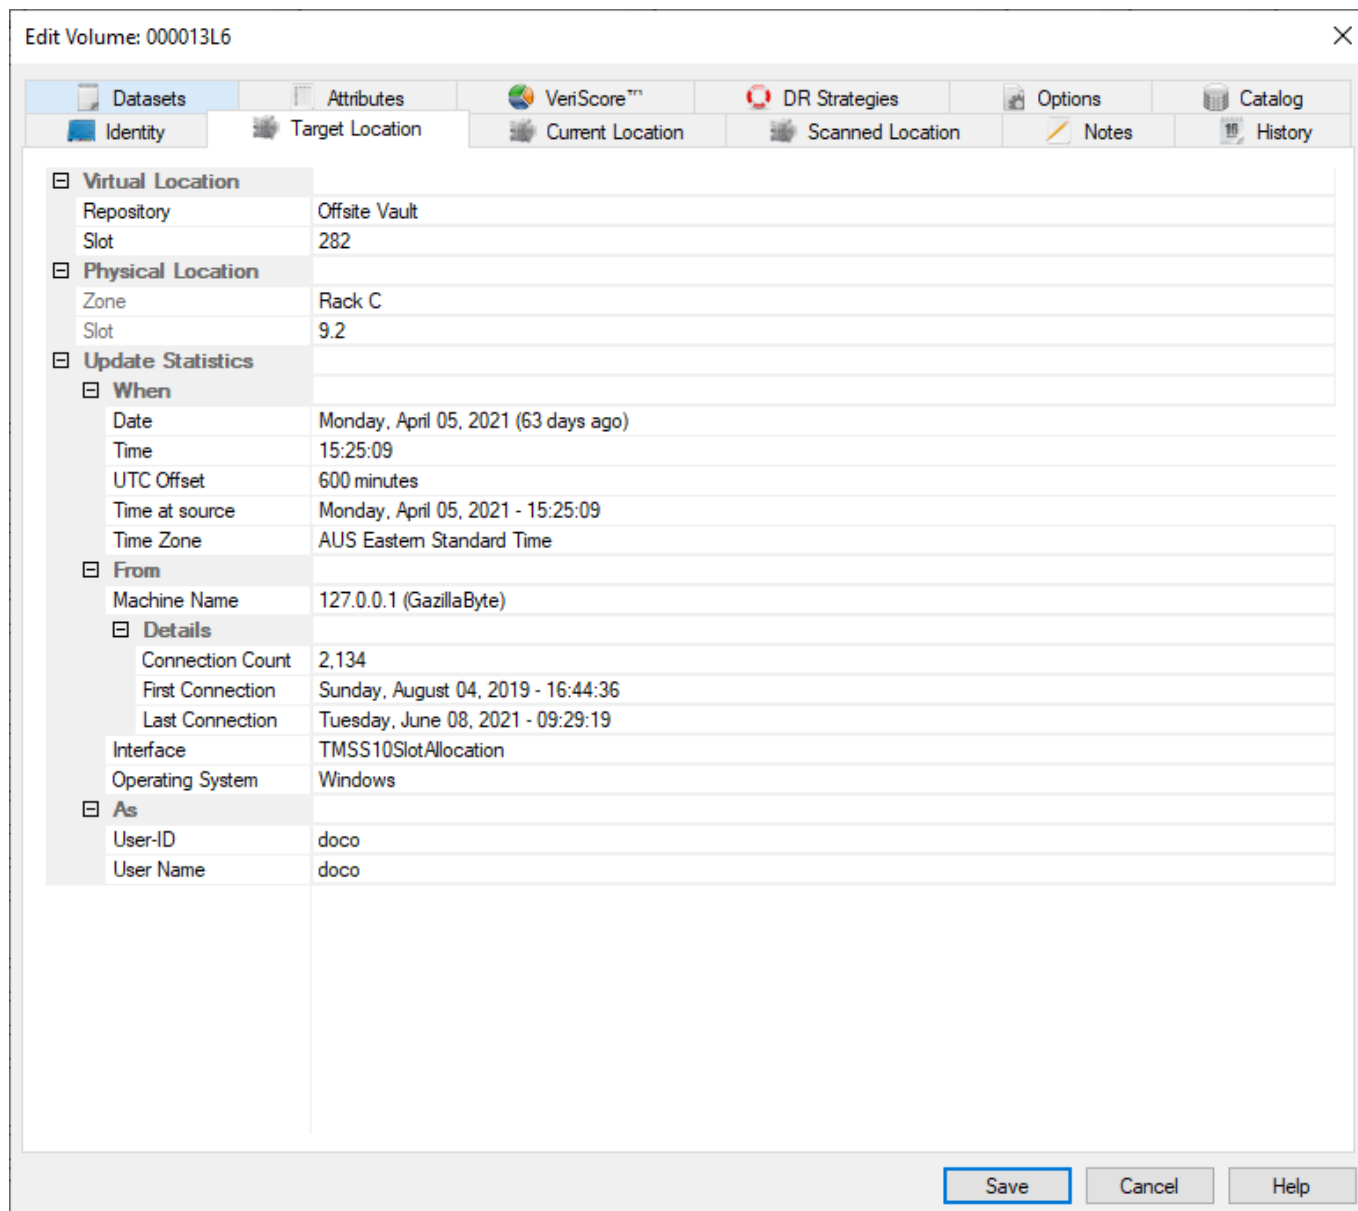 Edit Volume: 000013L6
Datasets Attributes VeriScore™ DR Strategies Options Catalog
Identity Target Location Current Location Scanned Location Notes History
Virtual Location
Repository Offsite Vault
Slot 282
Physical Location
Zone Rack C
Slot 9.2
Update Statistics
When
Date Monday, April 05, 2021 (63 days ago)
Time 15:25:09
UTC Offset 600 minutes
Time at source Monday, April 05, 2021 - 15:25:09
Time Zone AUS Eastern Standard Time
From
Machine Name 127.0.0.1 (GazillaByte)
Details
Connection Count 2,134
First Connection Sunday, August 04, 2019 - 16:44:36
Last Connection Tuesday, June 08, 2021 - 09:29:19
Interface TMSS10SlotAllocation
Operating System Windows
As
User-ID doco
User Name doco
Save Cancel Help